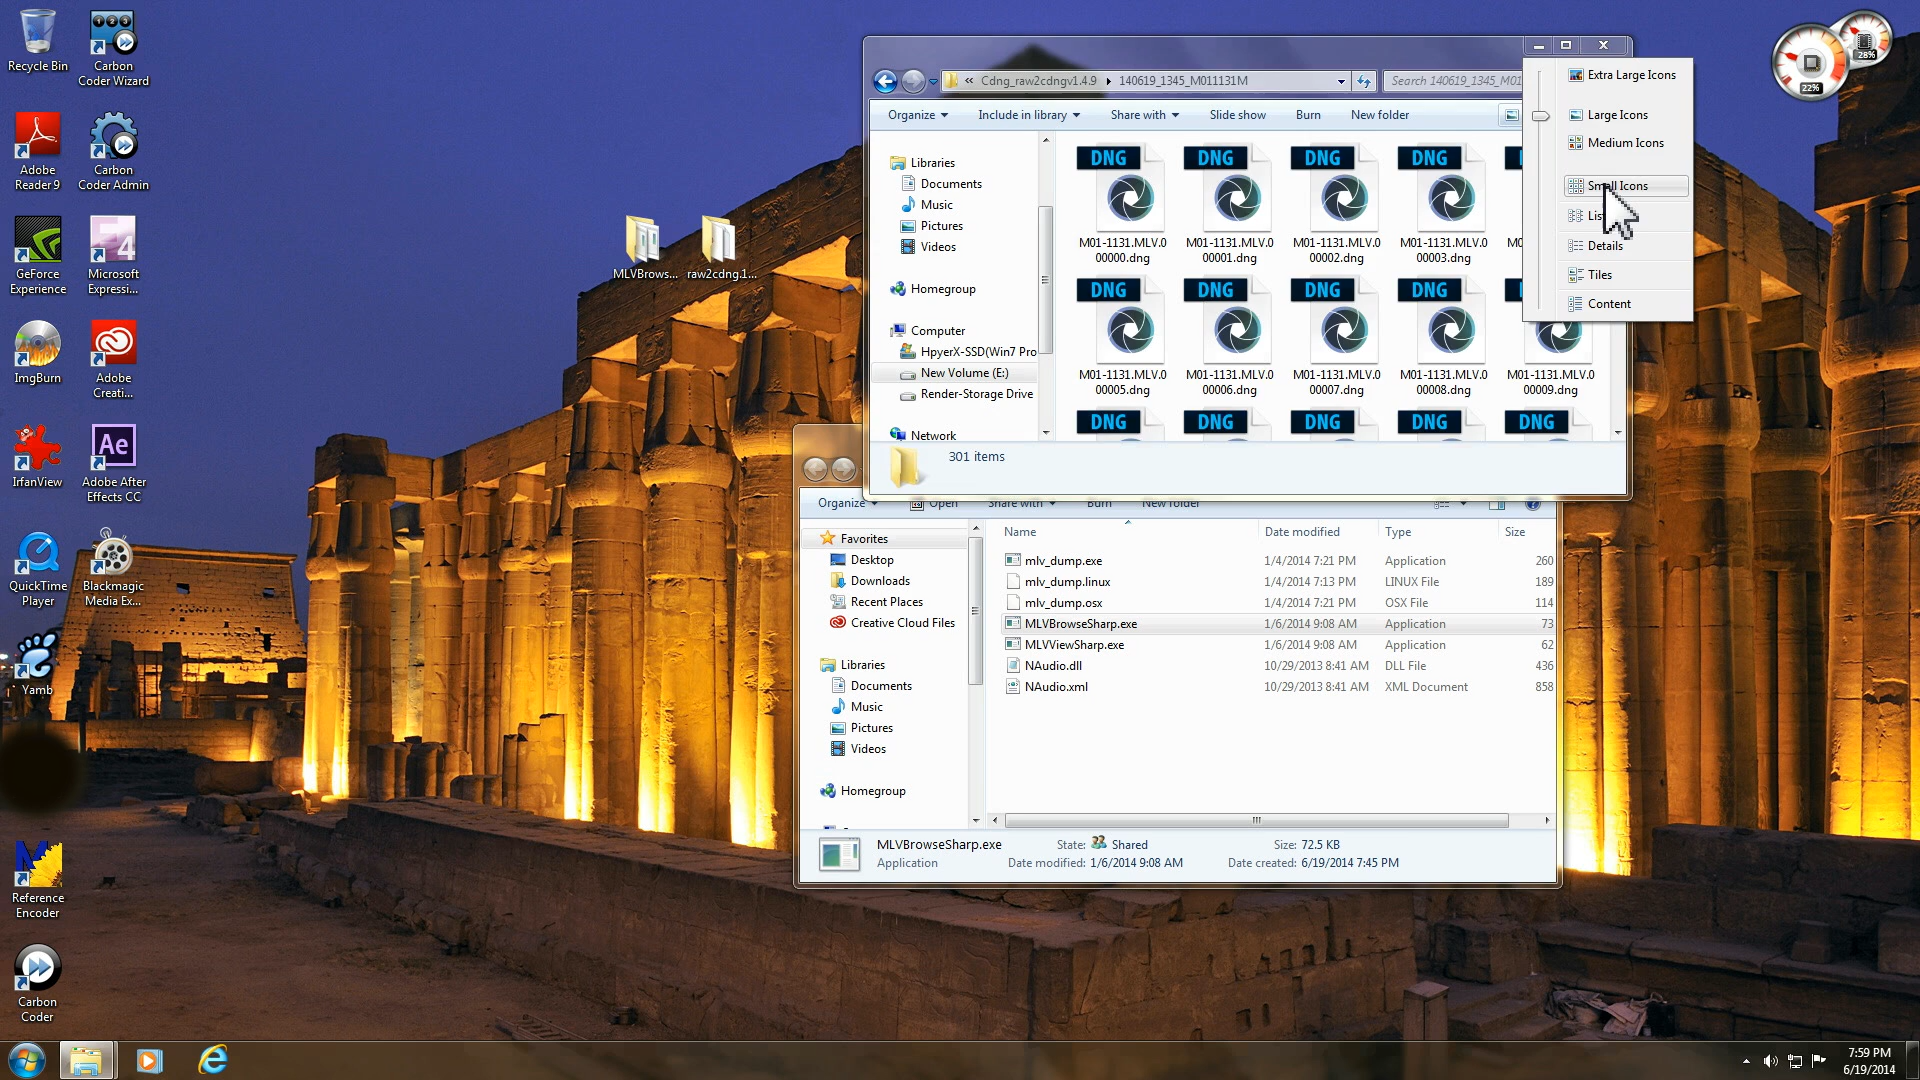 Recycle Bin
Carbon
Coder Wizard
Adobe
Reader 9
Carbon
Coder Admin
GeForce
Experience
Microsoft
Expressi...
ImgBurn
Adobe
Creati...
IrfanView
Ae
Adobe After
Effects CC
QuickTime
Player
Blackmagic
Media Ex...
Yamb
Reference
Encoder
Carbon
Coder
MLVBrows...
raw2cdng.1...
22%
28%
« Cdng_raw2cdngv1.4.9 140619_1345_M011131M
Search 140619_1345_M01
Organize Include in library Share with Slide show Burn New folder
Libraries
Documents
Music
Pictures
Videos
Homegroup
Computer
HpyerX-SSD(Win7 Pro
New Volume (E:)
Render-Storage Drive
Network
DNG DNG DNG DNG
M01-1131.MLV.0
00000.dng
M01-1131.MLV.0
00001.dng
M01-1131.MLV.0
00002.dng
M01-1131.MLV.0
00003.dng
DNG DNG DNG DNG
M01-1131.MLV.0
00005.dng
M01-1131.MLV.0
00006.dng
M01-1131.MLV.0
00007.dng
M01-1131.MLV.0
00008.dng
M01-1131.MLV.0
00009.dng
DNG DNG DNG DNG DNG
301 items
Extra Large Icons
Large Icons
Medium Icons
Small Icons
List
Details
Tiles
Content
Organize Open Share with Burn New folder
Favorites
Desktop
Downloads
Recent Places
Creative Cloud Files
Libraries
Documents
Music
Pictures
Videos
Homegroup
Name Date modified Type Size
mlv_dump.exe 1/4/2014 7:21 PM Application 260
mlv_dump.linux 1/4/2014 7:13 PM LINUX File 189
mlv_dump.osx 1/4/2014 7:21 PM OSX File 114
MLVBrowseSharp.exe 1/6/2014 9:08 AM Application 73
MLVViewSharp.exe 1/6/2014 9:08 AM Application 62
NAudio.dll 10/29/2013 8:41 AM DLL File 436
NAudio.xml 10/29/2013 8:41 AM XML Document 858
MLVBrowseSharp.exe State: Shared Size: 72.5 KB
Application Date modified: 1/6/2014 9:08 AM Date created: 6/19/2014 7:45 PM
7:59 PM
6/19/2014